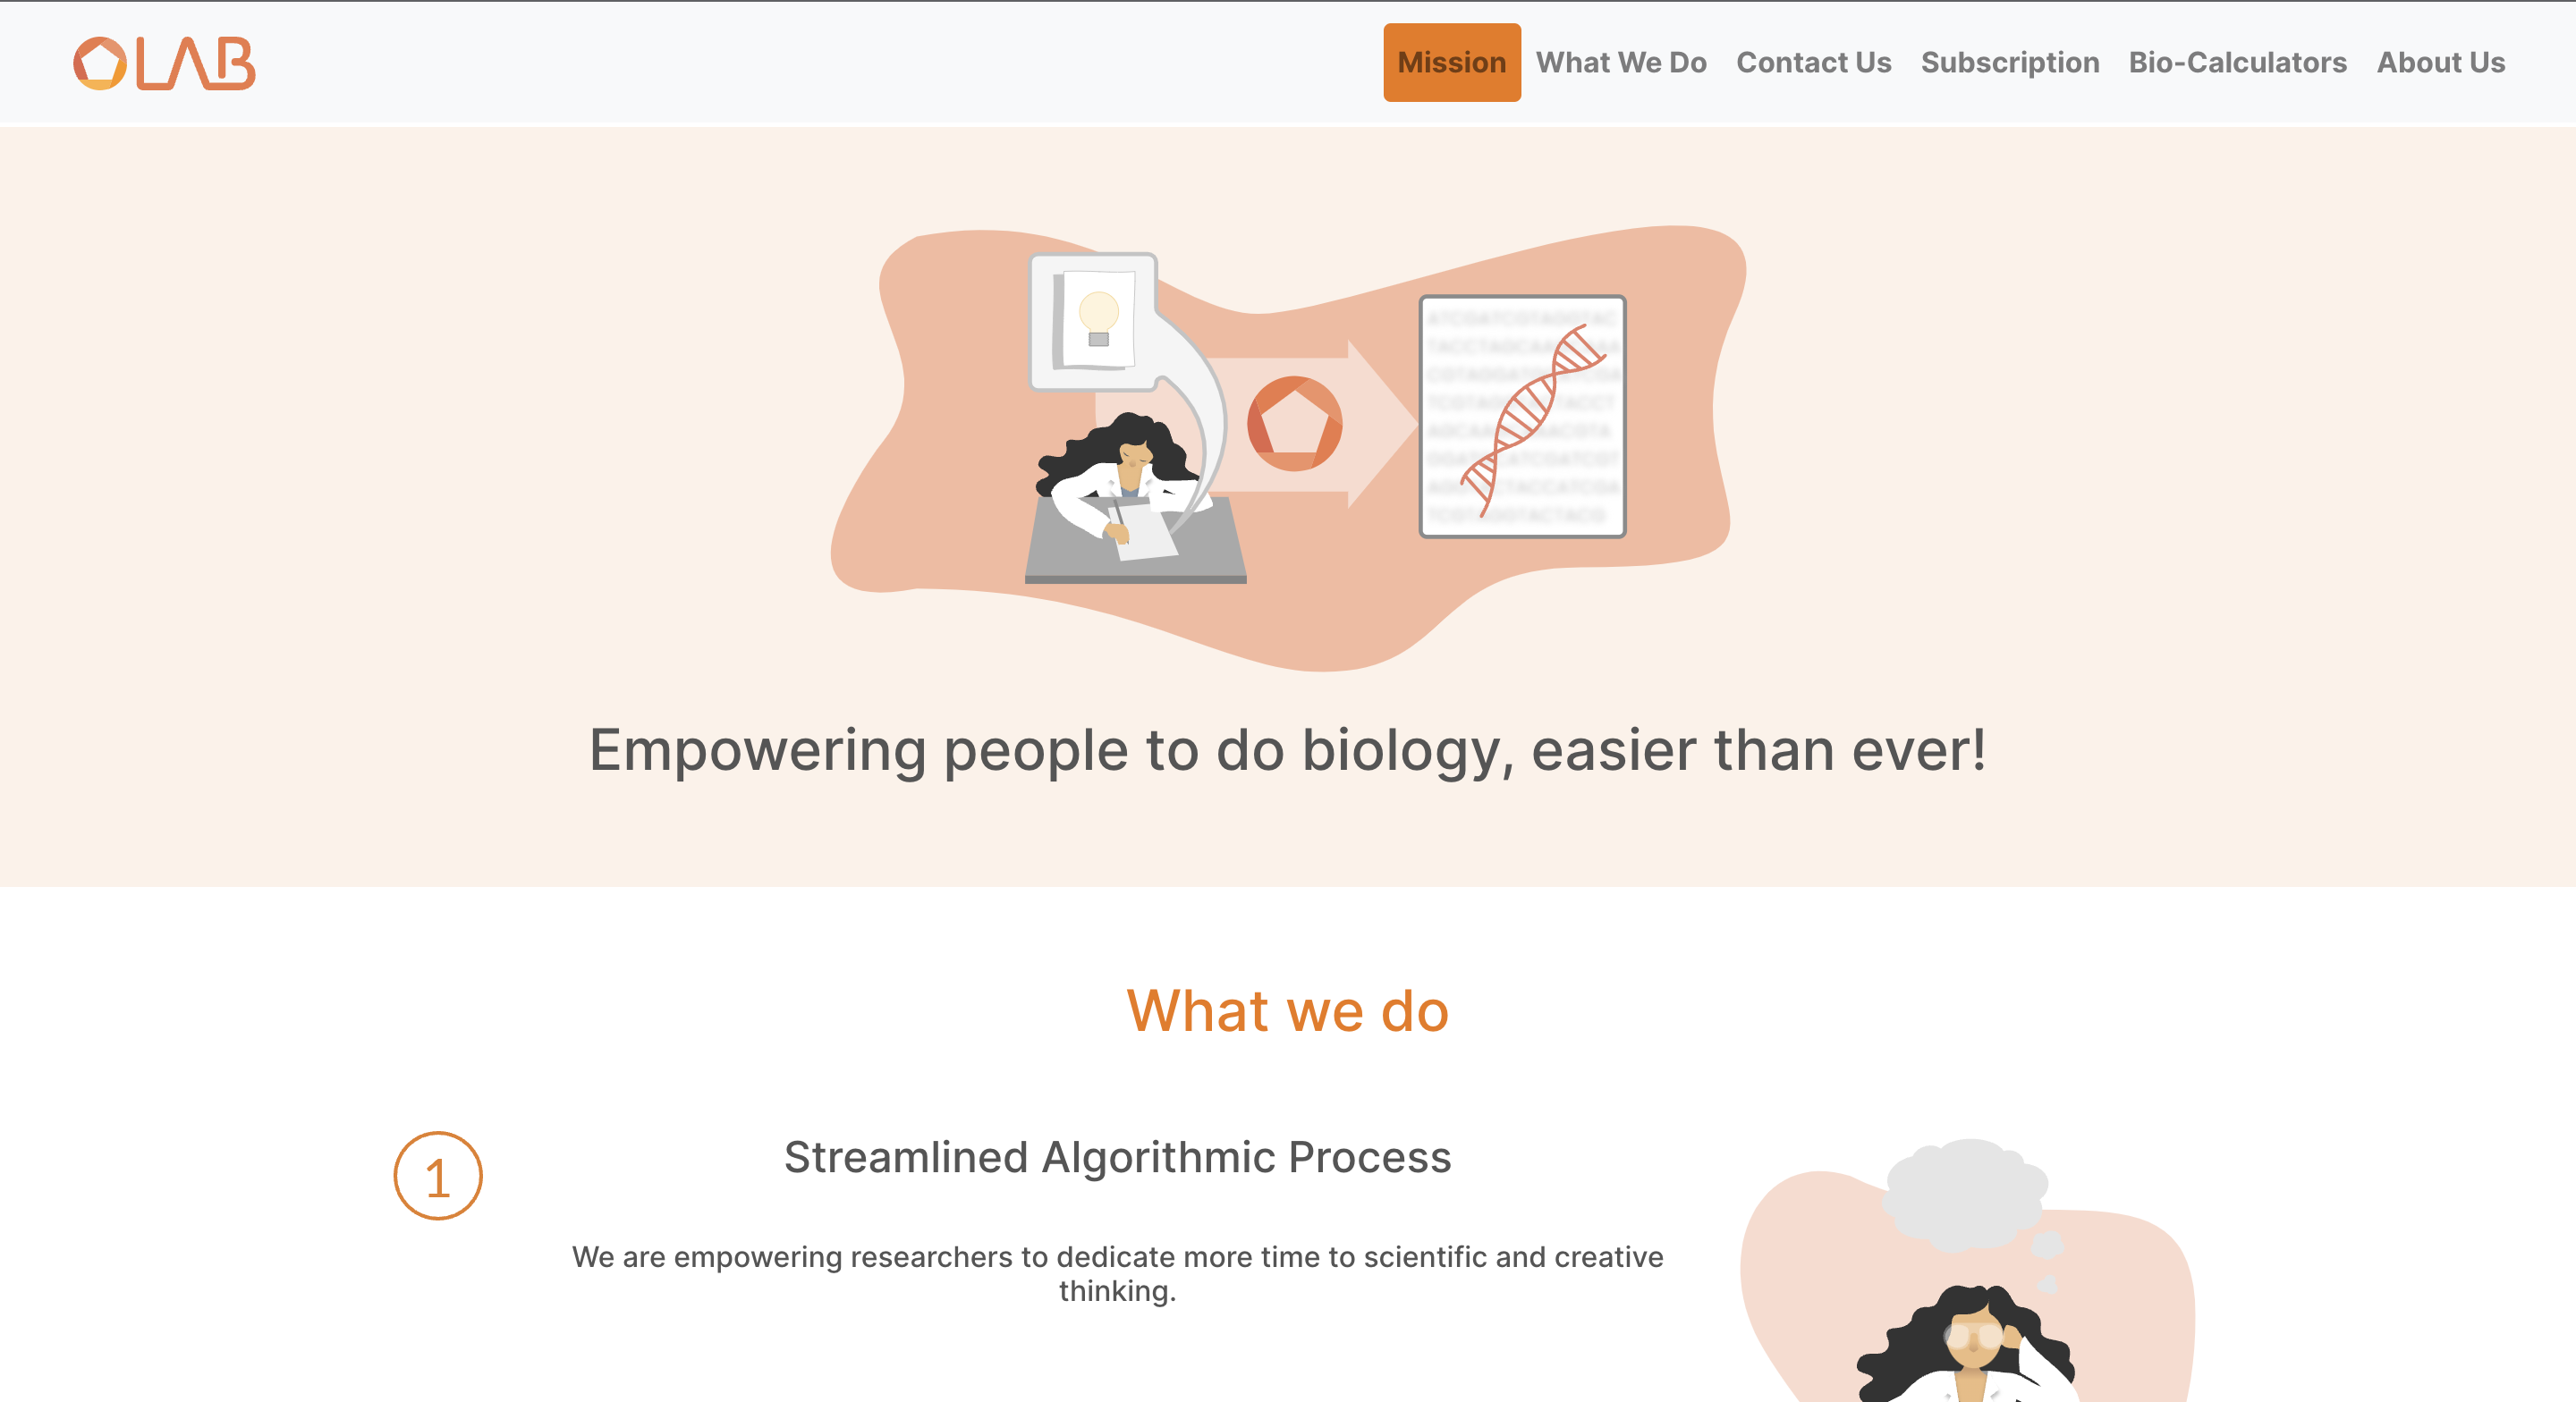 OLAB
Mission What We Do Contact Us Subscription Bio-Calculators About Us
Empowering people to do biology, easier than ever!
What we do
1
Streamlined Algorithmic Process
We are empowering researchers to dedicate more time to scientific and creative
thinking.